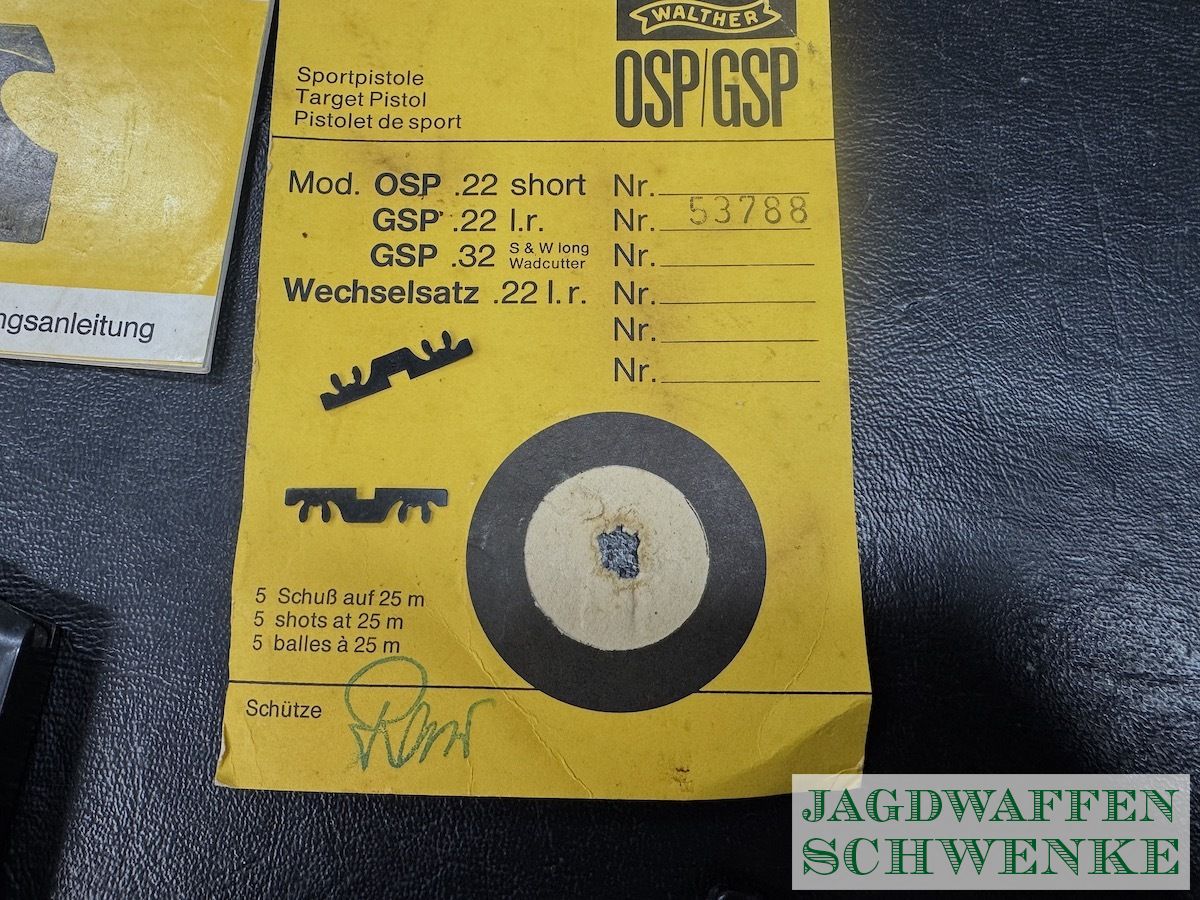 WALTHER
OSP/GSP
Sportpistole
Target Pistol
Pistolet de sport
Mod. OSP .22 short Nr.
GSP .22 l.r. Nr. 53788
GSP .32 S & W long Wadcutter Nr.
Wechselsatz .22 l.r. Nr.
Nr.
Nr.
ngsanleitung
5 Schuß auf 25 m
5 shots at 25 m
5 balles à 25 m
Schütze
JAGDWAFFEN
SCHWENKE